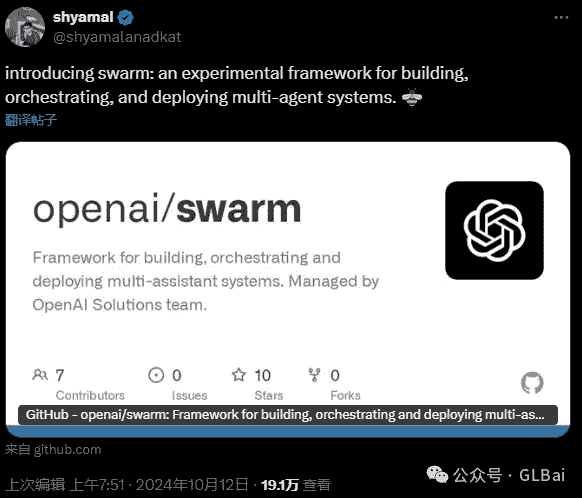 shyamal
@shyamalanadkat
introducing swarm: an experimental framework for building,
orchestrating, and deploying multi-agent systems. 🐝
翻译帖子
openai/swarm
Framework for building, orchestrating and
deploying multi-assistant systems. Managed by
OpenAI Solutions team.
7 0 10 0
Contributors Issues Stars Forks
GitHub - openai/swarm: Framework for building, orchestrating and deploying multi-as...
来自 github.com
上次编辑 上午7:51 · 2024年10月12日 · 19.1万 查看
公众号 · GLBai